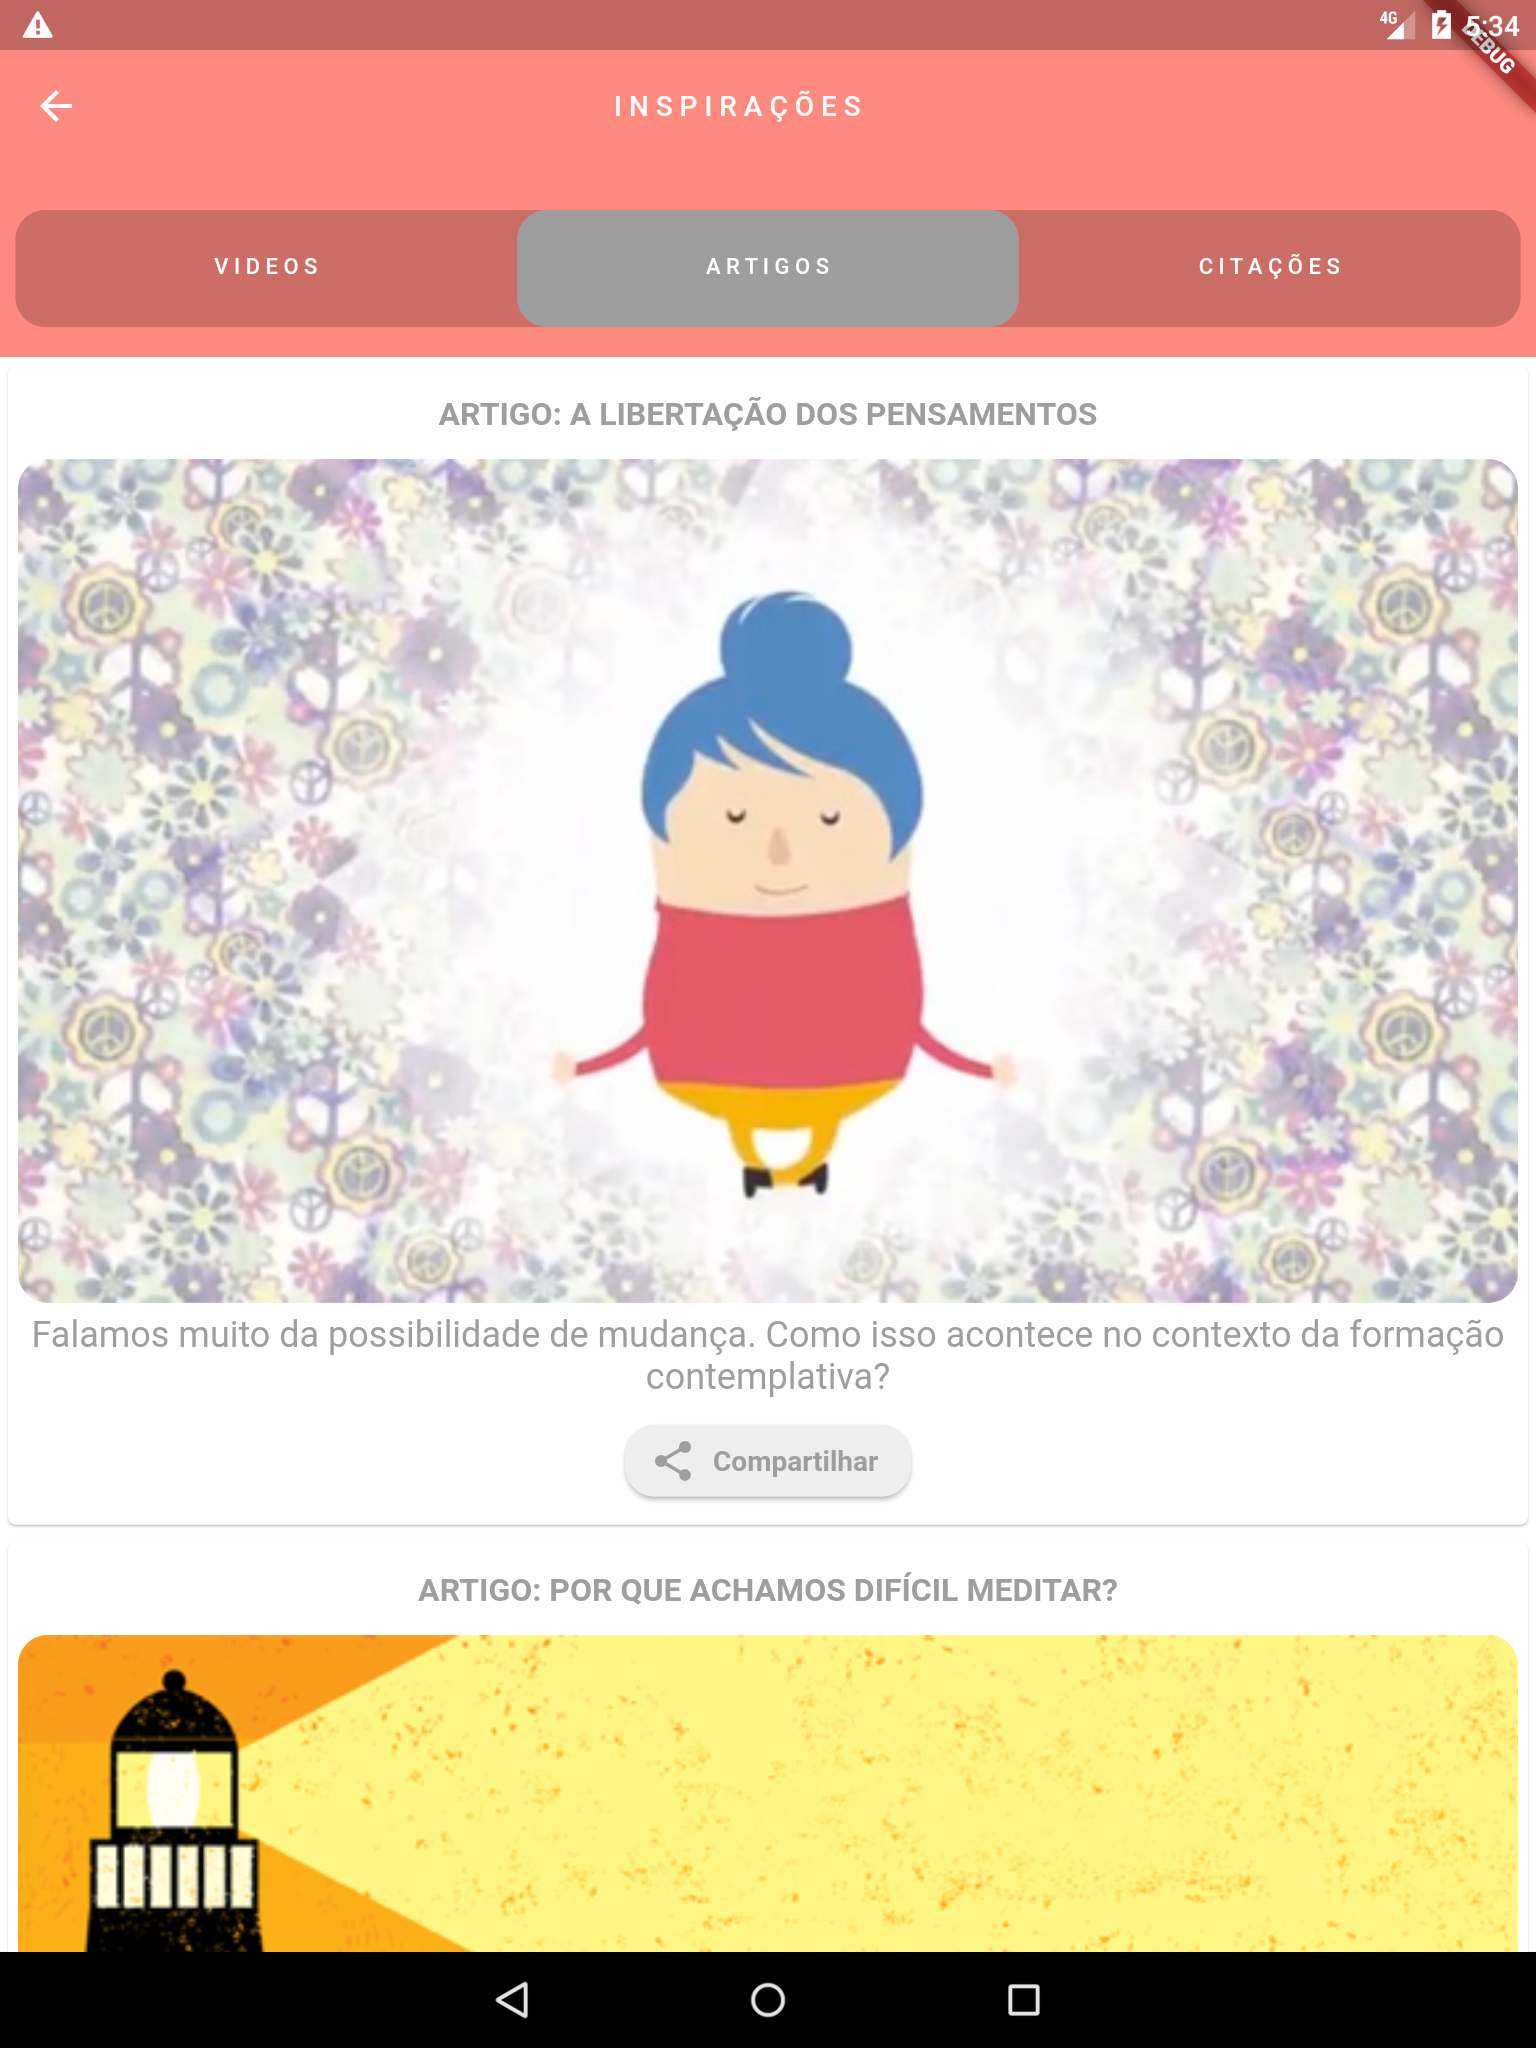 4G
5:34
DEBUG
INSPIRAÇÕES
VIDEOS
ARTIGOS
CITAÇÕES
ARTIGO: A LIBERTAÇÃO DOS PENSAMENTOS
Falamos muito da possibilidade de mudança. Como isso acontece no contexto da formação
contemplativa?
Compartilhar
ARTIGO: POR QUE ACHAMOS DIFÍCIL MEDITAR?